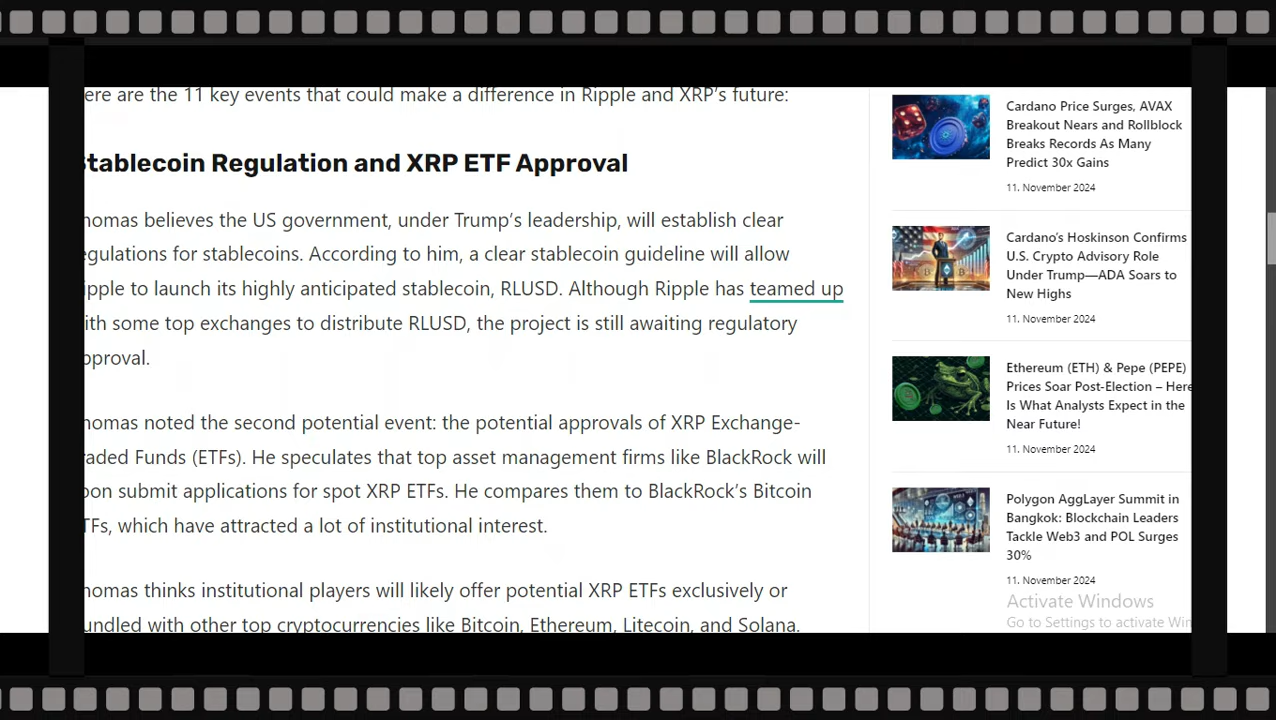 ere are the 11 key events that could make a difference in Ripple and XRP's future:
tablecoin Regulation and XRP ETF Approval
homas believes the US government, under Trump's leadership, will establish clear
egulations for stablecoins. According to him, a clear stablecoin guideline will allow
ipple to launch its highly anticipated stablecoin, RLUSD. Although Ripple has teamed up
ith some top exchanges to distribute RLUSD, the project is still awaiting regulatory
pproval.
homas noted the second potential event: the potential approvals of XRP Exchange-
raded Funds (ETFs). He speculates that top asset management firms like BlackRock will
oon submit applications for spot XRP ETFs. He compares them to BlackRock's Bitcoin
TFs, which have attracted a lot of institutional interest.
homas thinks institutional players will likely offer potential XRP ETFs exclusively or
undled with other top cryptocurrencies like Bitcoin, Ethereum, Litecoin, and Solana.
Cardano Price Surges, AVAX
Breakout Nears and Rollblock
Breaks Records As Many
Predict 30x Gains
11. November 2024
Cardano's Hoskinson Confirms
U.S. Crypto Advisory Role
Under Trump—ADA Soars to
New Highs
11. November 2024
Ethereum (ETH) & Pepe (PEPE)
Prices Soar Post-Election – Here
Is What Analysts Expect in the
Near Future!
11. November 2024
Polygon AggLayer Summit in
Bangkok: Blockchain Leaders
Tackle Web3 and POL Surges
30%
11. November 2024
Activate Windows
Go to Settings to activate Win